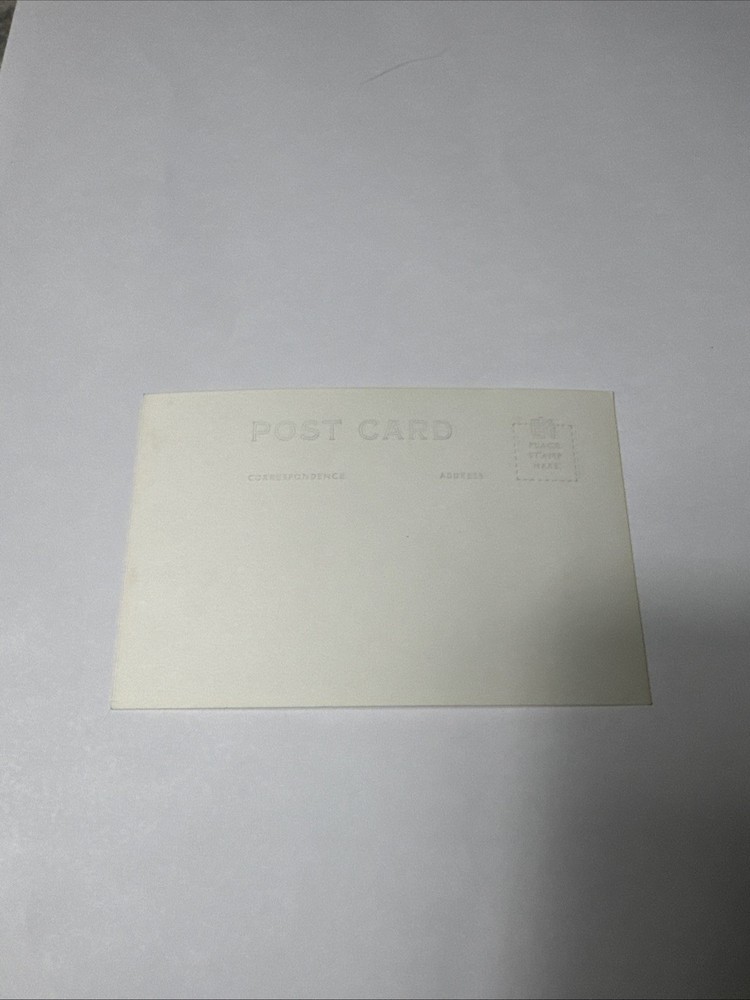 POST CARD
CORRESPONDENCE
ADDRESS
PLACE
STAMP
HERE